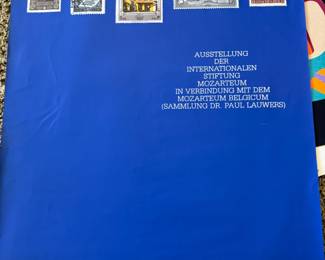 AUSSTELLUNG
DER
INTERNATIONALEN
STIFTUNG
MOZARTEUM
IN VERBINDUNG MIT DEM
MOZARTEUM BELGICUM
(SAMMLUNG DR. PAUL LAUWERS)